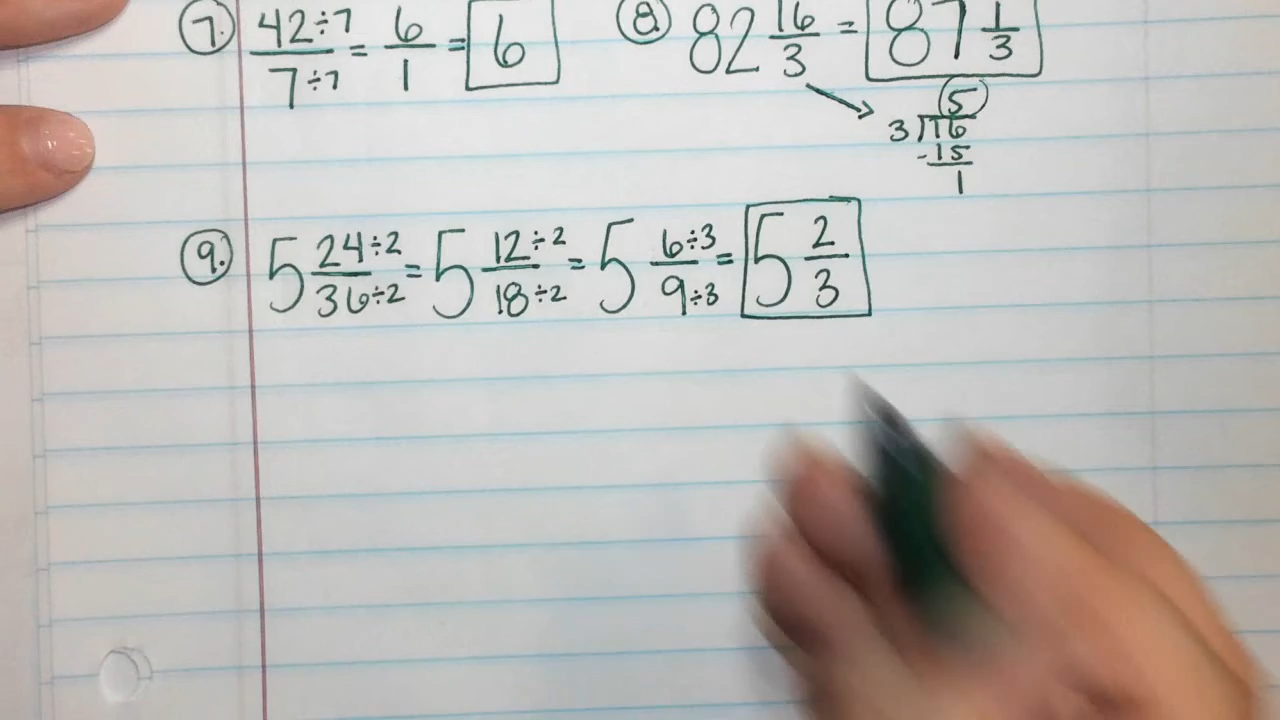 7. 42÷7/7÷7 = 6/1 = 6
8. 82 16/3 = 87 1/3
5
3⟌16
-15
1
9. 5 24÷2/36÷2 = 5 12÷2/18÷2 = 5 6÷3/9÷3 = 5 2/3